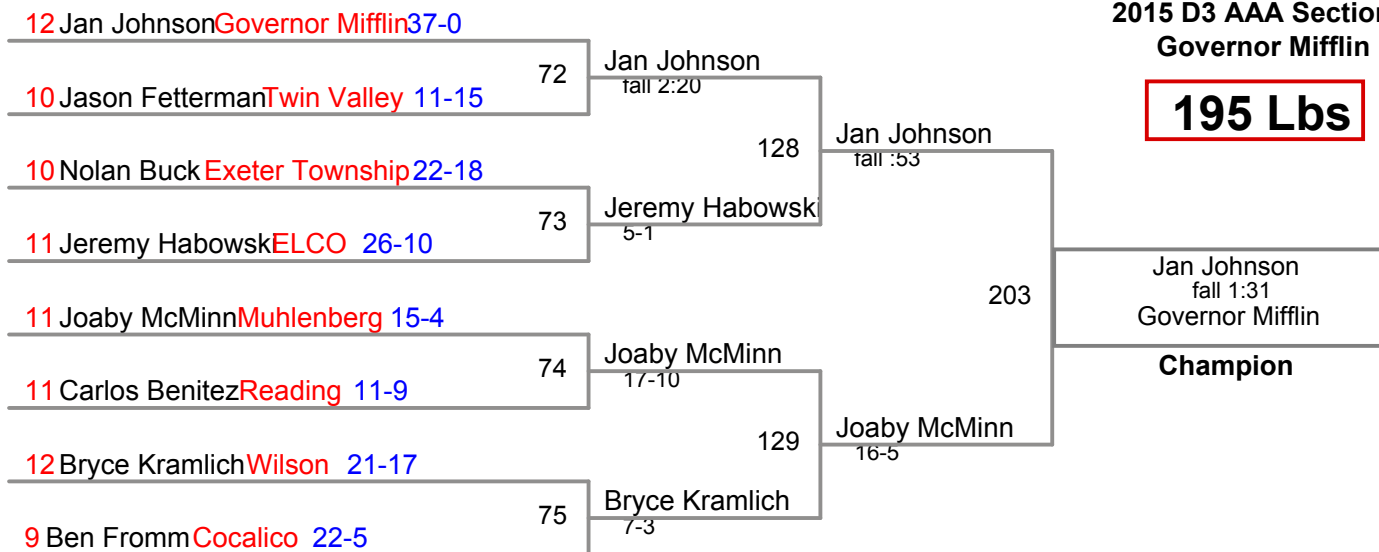 12 Jan Johnson Governor Mifflin 37-0
10 Jason Fetterman Twin Valley 11-15
10 Nolan Buck Exeter Township 22-18
11 Jeremy Habowski ELCO 26-10
11 Joaby McMinn Muhlenberg 15-4
11 Carlos Benitez Reading 11-9
12 Bryce Kramlich Wilson 21-17
9 Ben Fromm Cocalico 22-5
72
73
74
75
Jan Johnson
fall 2:20
Jeremy Habowski
5-1
Joaby McMinn
17-10
Bryce Kramlich
7-3
128
129
Jan Johnson
fall :53
Joaby McMinn
16-5
203
2015 D3 AAA Section
Governor Mifflin
195 Lbs
Jan Johnson
fall 1:31
Governor Mifflin
Champion